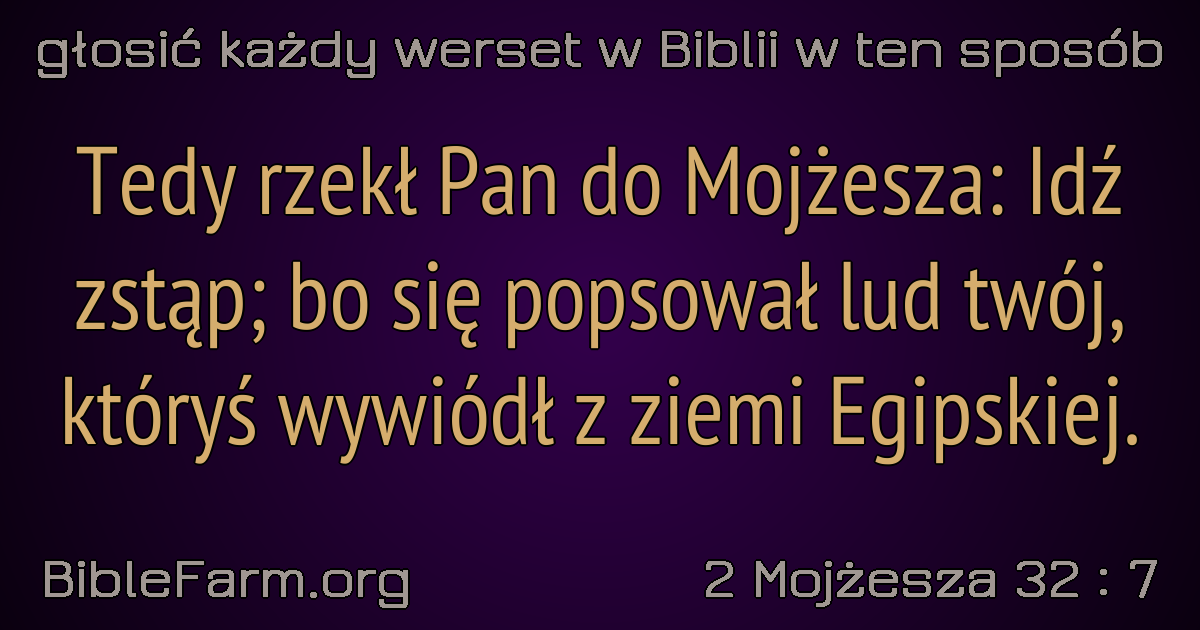 głosić każdy werset w Biblii w ten sposób
Tedy rzekł Pan do Mojżesza: Idź
zstąp; bo się popsował lud twój,
któryś wywiódł z ziemi Egipskiej.
BibleFarm.org
2 Mojżesza 32 : 7